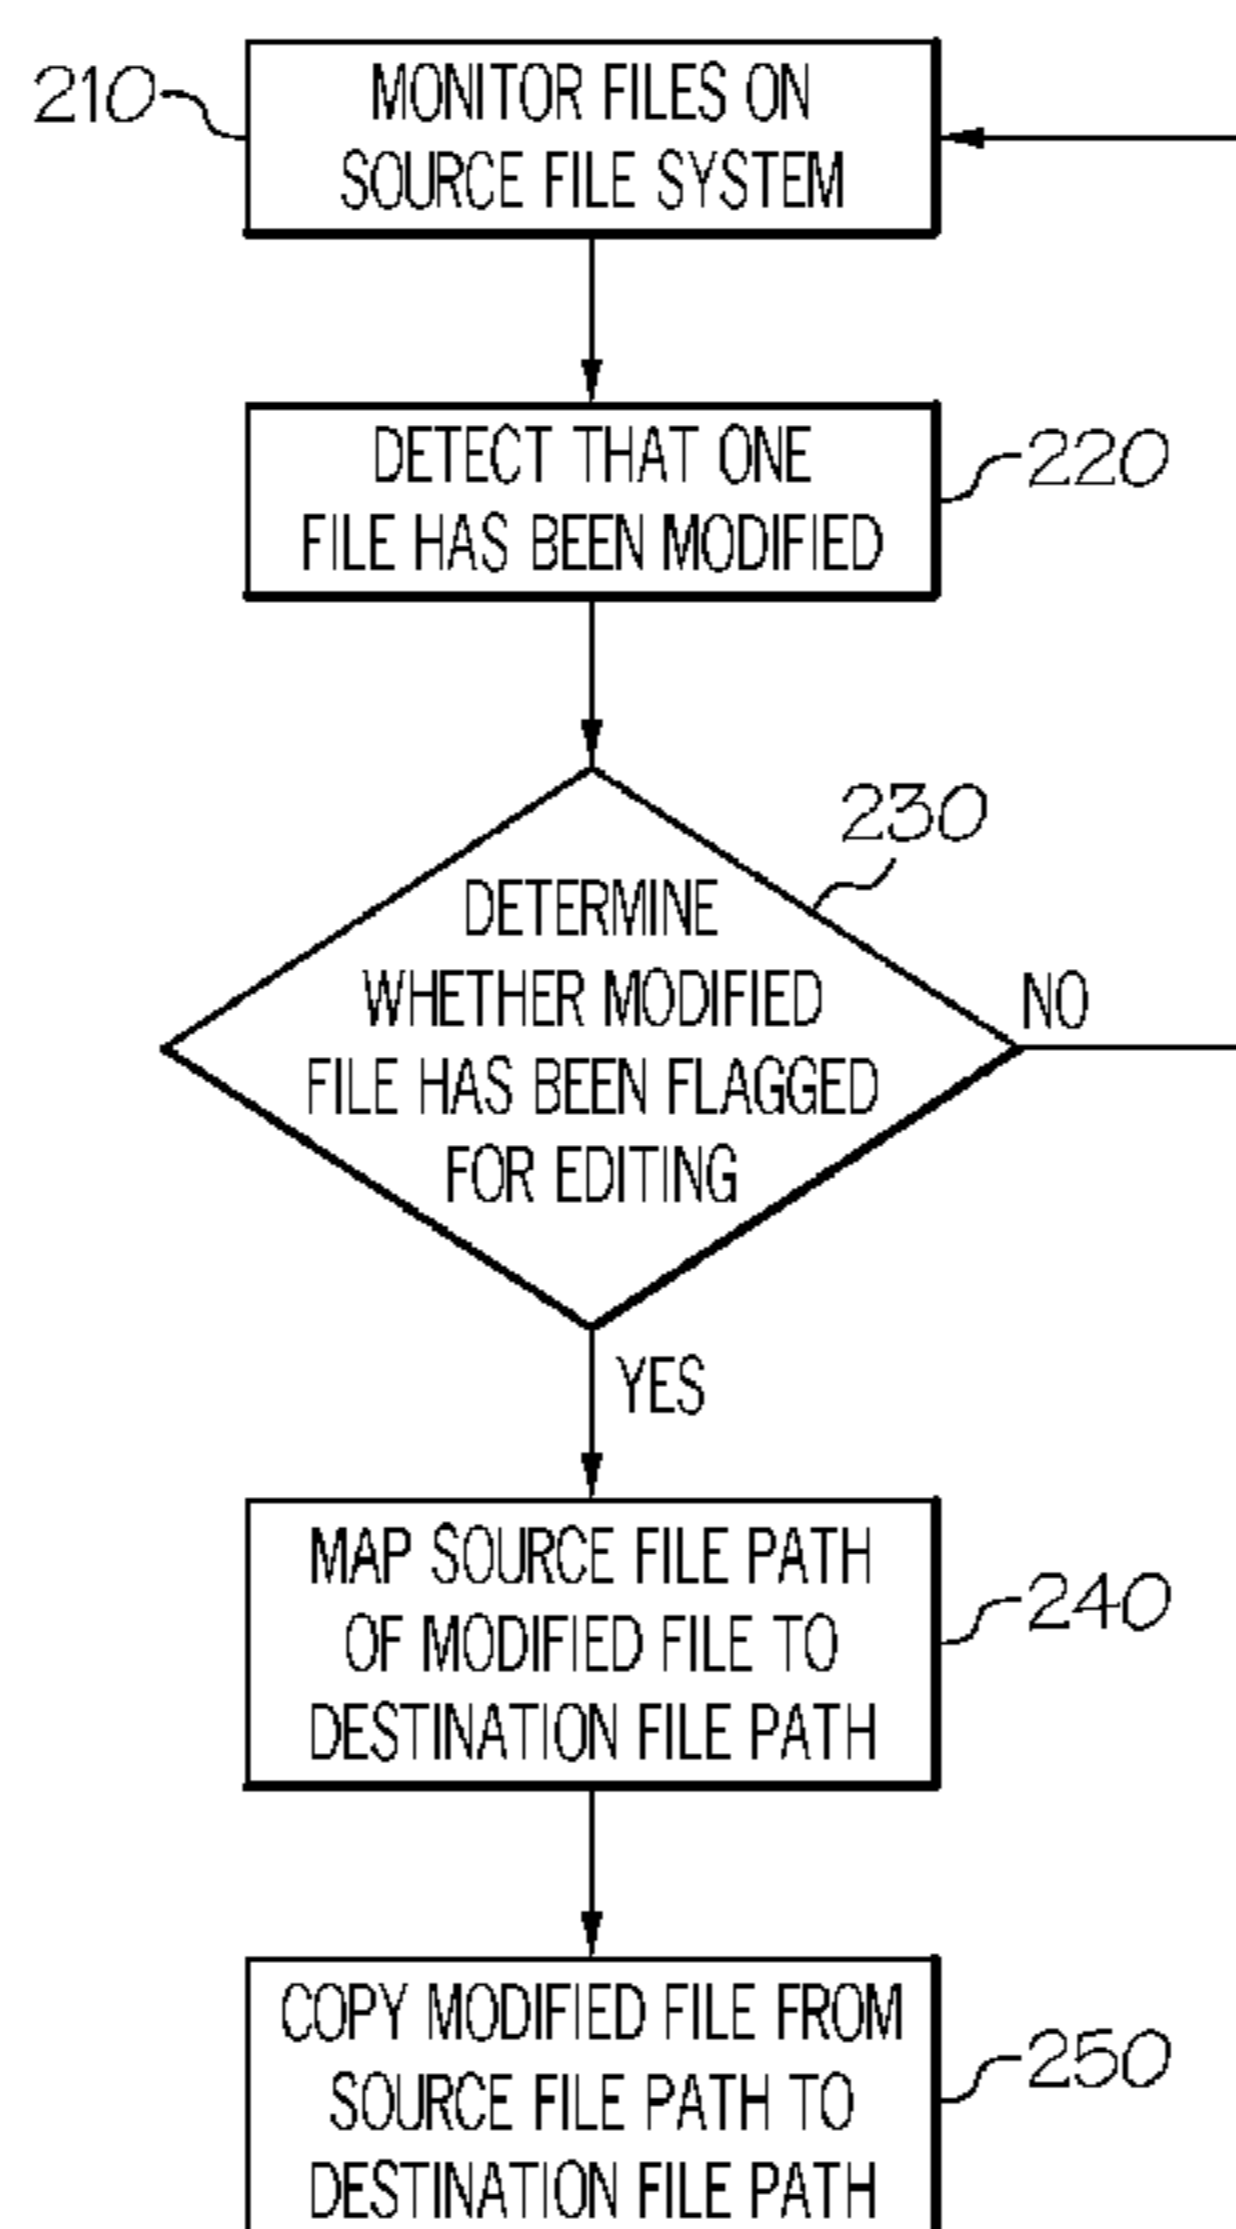 210
MONITOR FILES ON
SOURCE FILE SYSTEM
DETECT THAT ONE
FILE HAS BEEN MODIFIED
220
230
DETERMINE
WHETHER MODIFIED
FILE HAS BEEN FLAGGED
FOR EDITING
NO
YES
MAP SOURCE FILE PATH
OF MODIFIED FILE TO
DESTINATION FILE PATH
240
COPY MODIFIED FILE FROM
SOURCE FILE PATH TO
DESTINATION FILE PATH
250